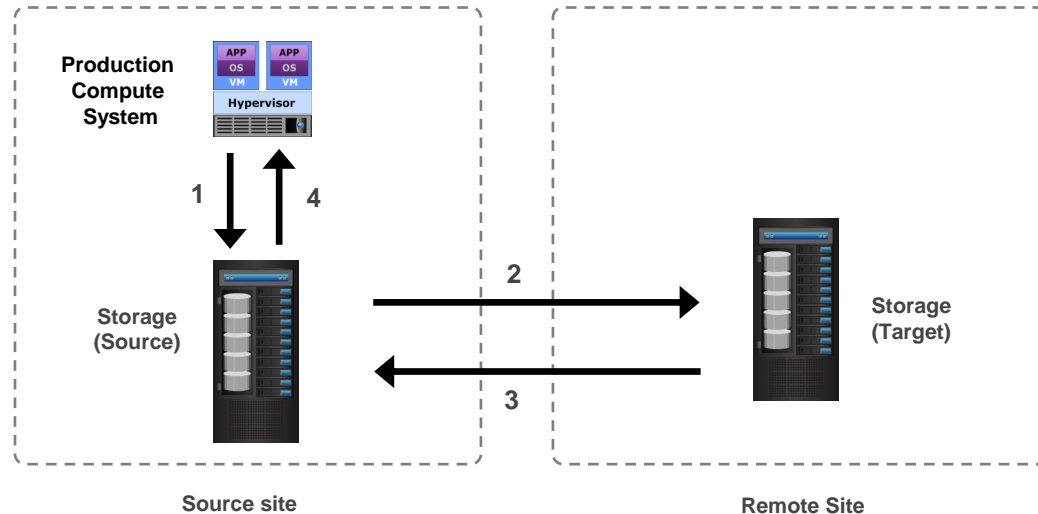 Production
Compute
System
APP APP
OS OS
VM VM
Hypervisor
1
4
Storage
(Source)
2
3
Storage
(Target)
Source site
Remote Site